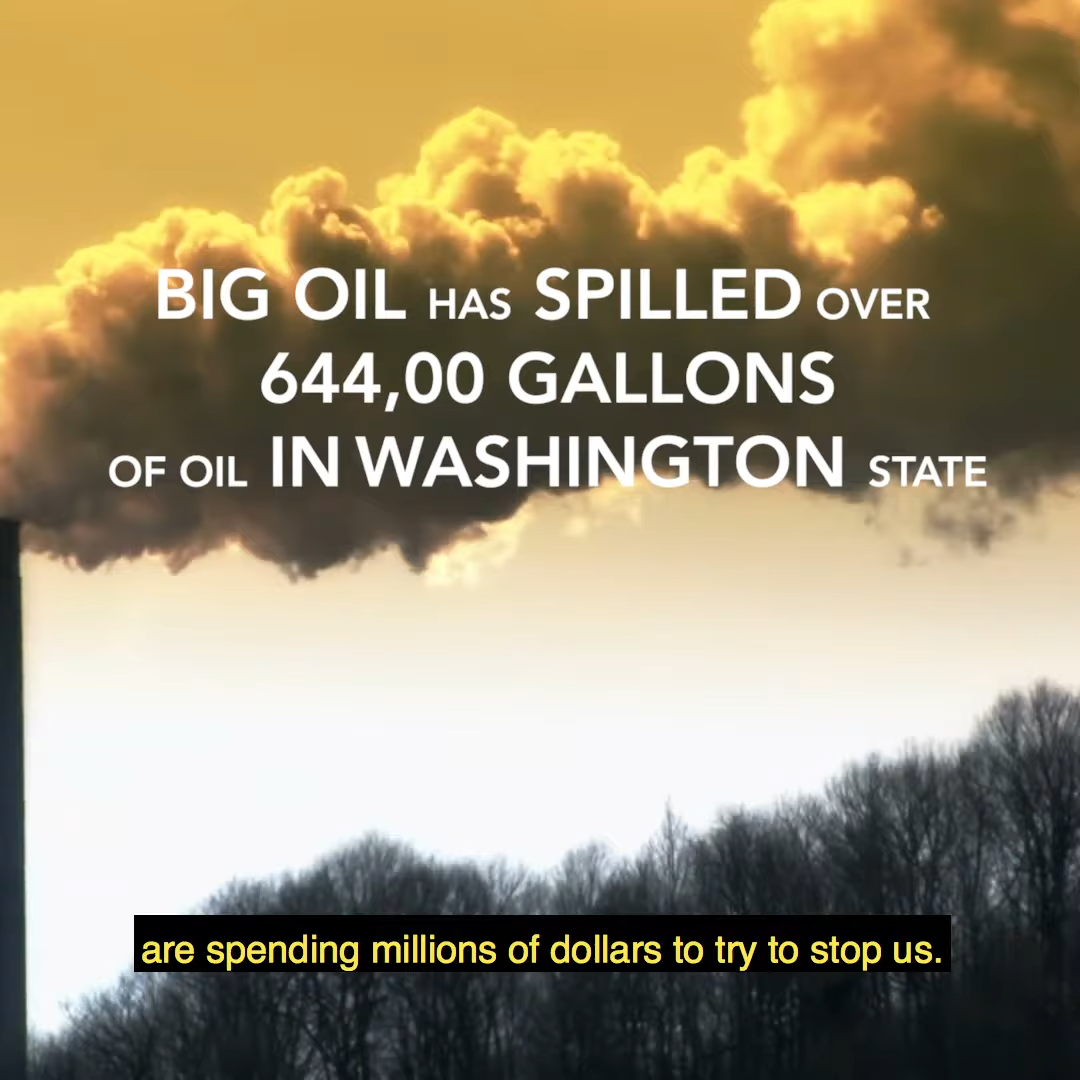 BIG OIL HAS SPILLED OVER
644,00 GALLONS
OF OIL IN WASHINGTON STATE
are spending millions of dollars to try to stop us.